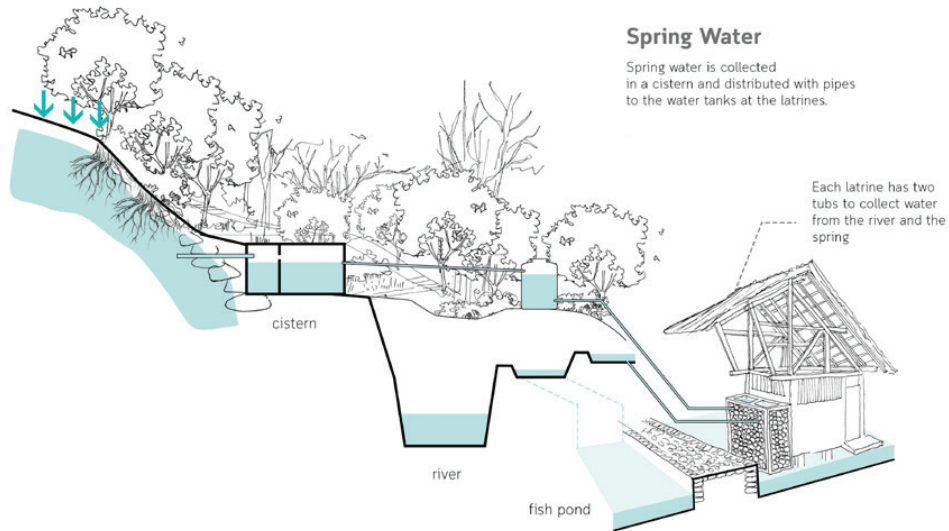 Spring Water
Spring water is collected
in a cistern and distributed with pipes
to the water tanks at the latrines.
Each latrine has two
tubs to collect water
from the river and the
spring
cistern
river
fish pond